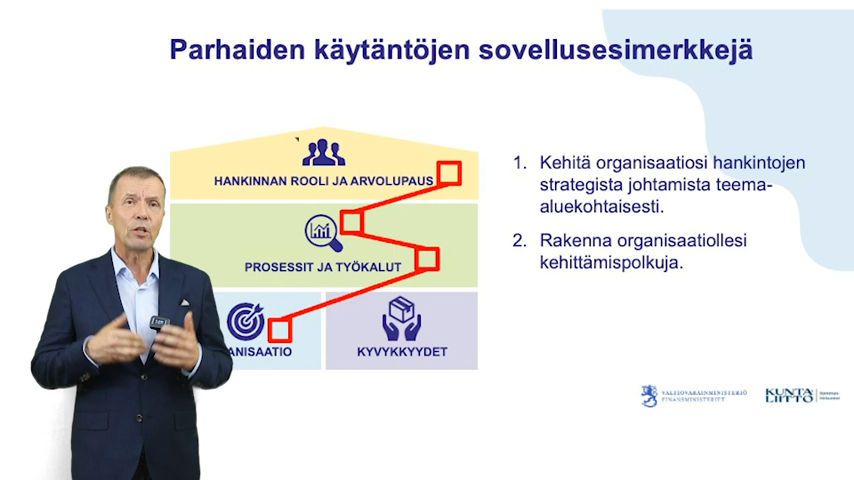 Parhaiden käytäntöjen sovellusesimerkkejä
HANKINNAN ROOLI JA ARVOLUPAUS
PROSESSIT JA TYÖKALUT
ANISAATIO
KYVYKKYYDET
1. Kehitä organisaatiosi hankintojen
strategista johtamista teema-
aluekohtaisesti.
2. Rakenna organisaatiollesi
kehittämispolkuja.
VALTIOVARAINMINISTERIÖ
FINANSMINISTERIET
KUNTA
LIITTO